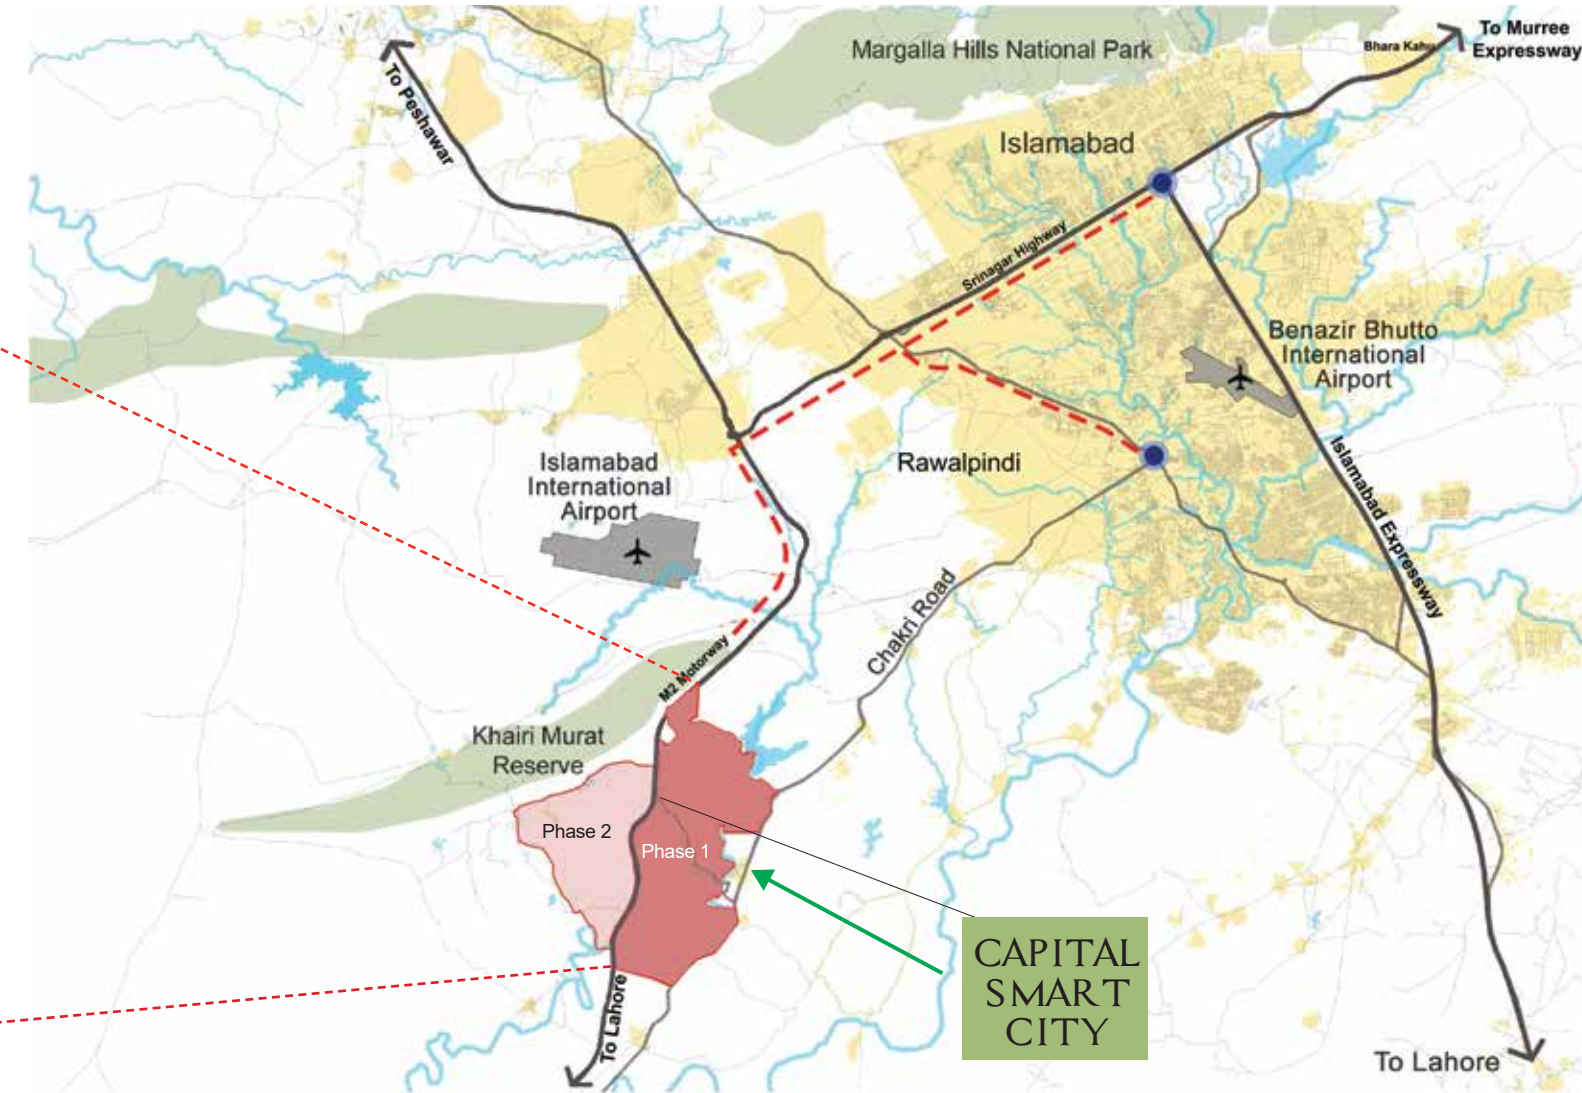 To Murree
Expressway
Bhara Kahu
Margalla Hills National Park
To Peshawar
Islamabad
Srinagar Highway
Benazir Bhutto
International
Airport
Islamabad
International
Airport
Rawalpindi
Islamabad Expressway
Chakri Road
M2 Motorway
Khairi Murat
Reserve
Phase 2
Phase 1
CAPITAL
SMART
CITY
To Lahore
To Lahore